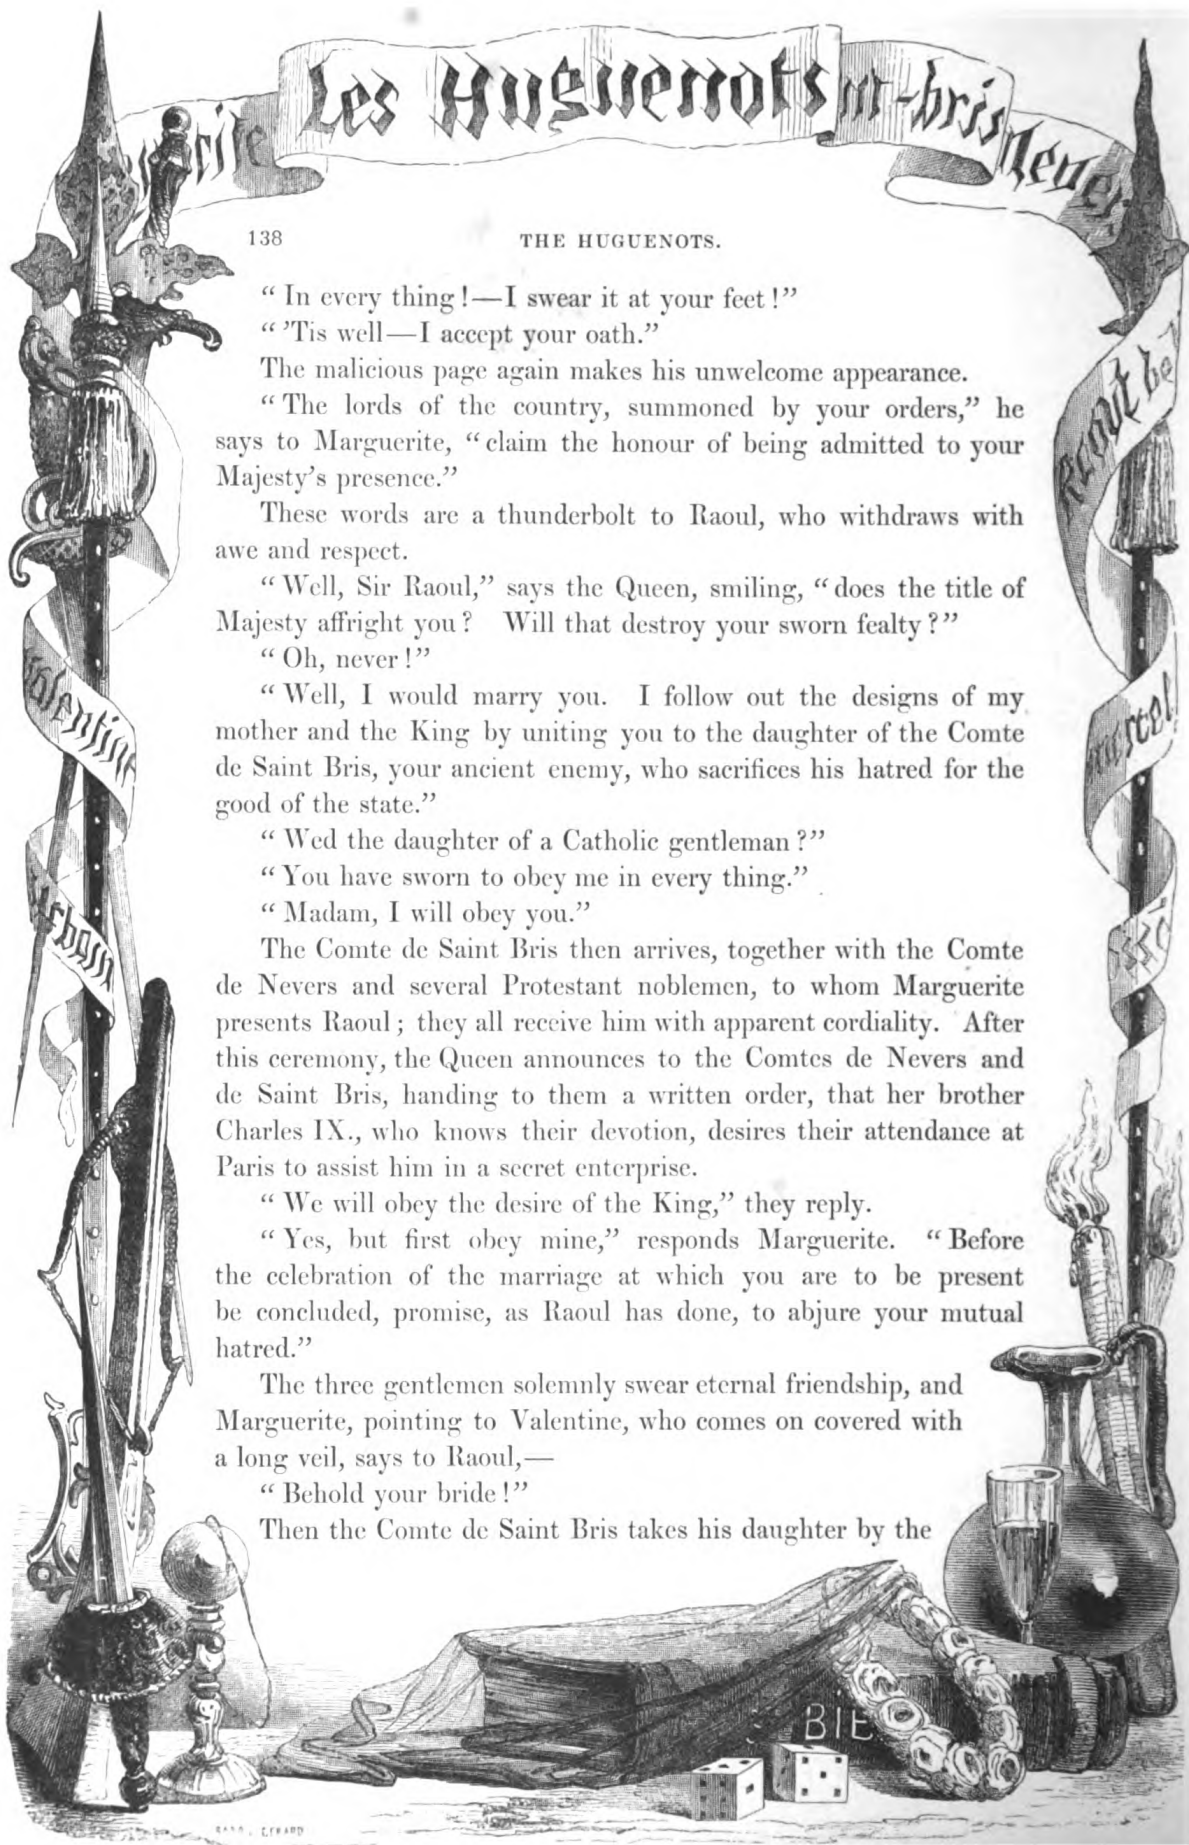 Les Huguenots
138 THE HUGUENOTS.
“ In every thing !—I swear it at your feet !”
“ ’Tis well—I accept your oath.”
The malicious page again makes his unwelcome appearance.
“ The lords of the country, summoned by your orders,” he
says to Marguerite, “ claim the honour of being admitted to your
Majesty’s presence.”
These words are a thunderbolt to Raoul, who withdraws with
awe and respect.
“ Well, Sir Raoul,” says the Queen, smiling, “ does the title of
Majesty affright you ? Will that destroy your sworn fealty ?”
“ Oh, never !”
“ Well, I would marry you. I follow out the designs of my
mother and the King by uniting you to the daughter of the Comte
de Saint Bris, your ancient enemy, who sacrifices his hatred for the
good of the state.”
“ Wed the daughter of a Catholic gentleman ?”
“ You have sworn to obey me in every thing.”
“ Madam, I will obey you.”
The Comte de Saint Bris then arrives, together with the Comte
de Nevers and several Protestant noblemen, to whom Marguerite
presents Raoul ; they all receive him with apparent cordiality. After
this ceremony, the Queen announces to the Comtes de Nevers and
de Saint Bris, handing to them a written order, that her brother
Charles IX., who knows their devotion, desires their attendance at
Paris to assist him in a secret enterprise.
“ We will obey the desire of the King,” they reply.
“ Yes, but first obey mine,” responds Marguerite. “ Before
the celebration of the marriage at which you are to be present
be concluded, promise, as Raoul has done, to abjure your mutual
hatred.”
The three gentlemen solemnly swear eternal friendship, and
Marguerite, pointing to Valentine, who comes on covered with
a long veil, says to Raoul,—
“ Behold your bride !”
Then the Comte de Saint Bris takes his daughter by the
Valentine
Urbain
nt-bris
Never
Raoul de
marcel
BIB
GERARD